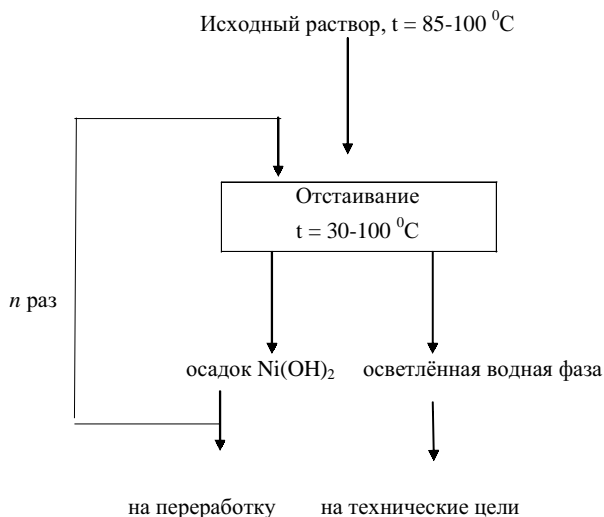 Исходный раствор, t = 85-100 ⁰C
Отстаивание
t = 30-100 ⁰C
n раз
осадок Ni(OH)₂ осветлённая водная фаза
на переработку на технические цели